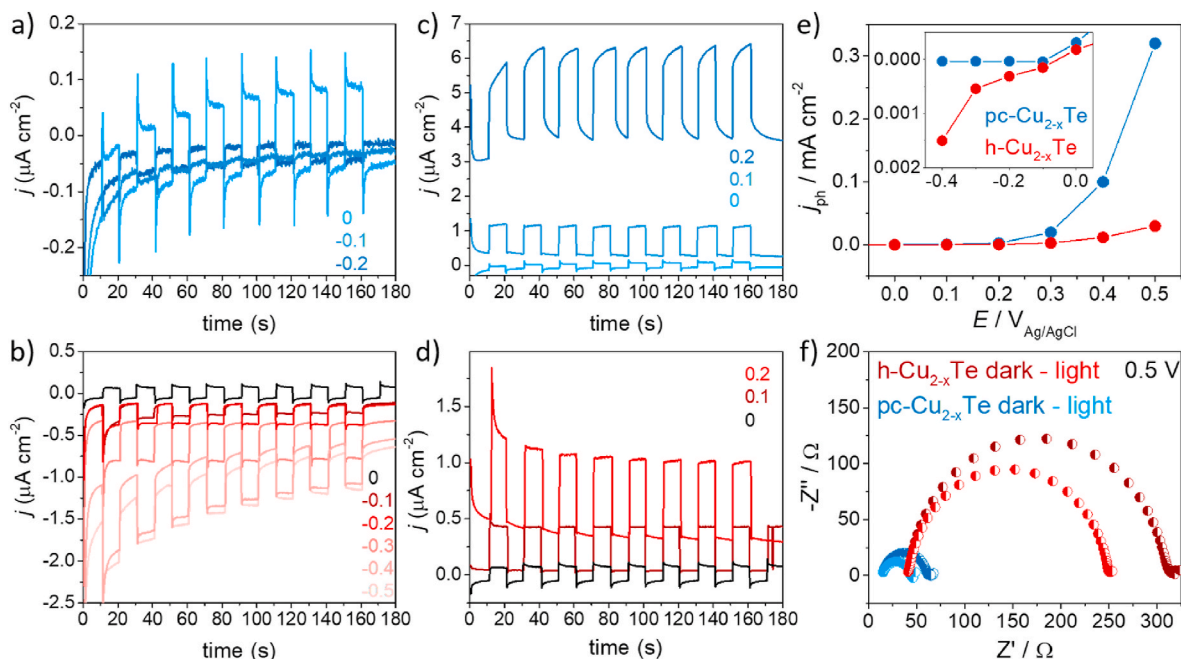 a)
j (μA cm-2)
0.2
0.1
0.0
-0.1
-0.2
0
-0.1
-0.2
0 20 40 60 80 100 120 140 160 180
time (s)
b)
j (μA cm-2)
0.5
0.0
-0.5
-1.0
-1.5
-2.0
-2.5
0
-0.1
-0.2
-0.3
-0.4
-0.5
0 20 40 60 80 100 120 140 160 180
time (s)
c)
j (μA cm-2)
7
6
5
4
3
2
1
0
0.2
0.1
0
0 20 40 60 80 100 120 140 160 180
time (s)
d)
j (μA cm-2)
1.5
1.0
0.5
0.0
0.2
0.1
0
0 20 40 60 80 100 120 140 160 180
time (s)
e)
jph / mA cm-2
0.3
0.2
0.1
0.0
0.000
0.001
0.002
pc-Cu2-xTe
h-Cu2-xTe
-0.4 -0.2 0.0
0.0 0.1 0.2 0.3 0.4 0.5
E / VAg/AgCl
f)
-Z'' / Ω
200
150
100
50
0
h-Cu2-xTe dark - light 0.5 V
pc-Cu2-xTe dark - light
0 50 100 150 200 250 300
Z' / Ω